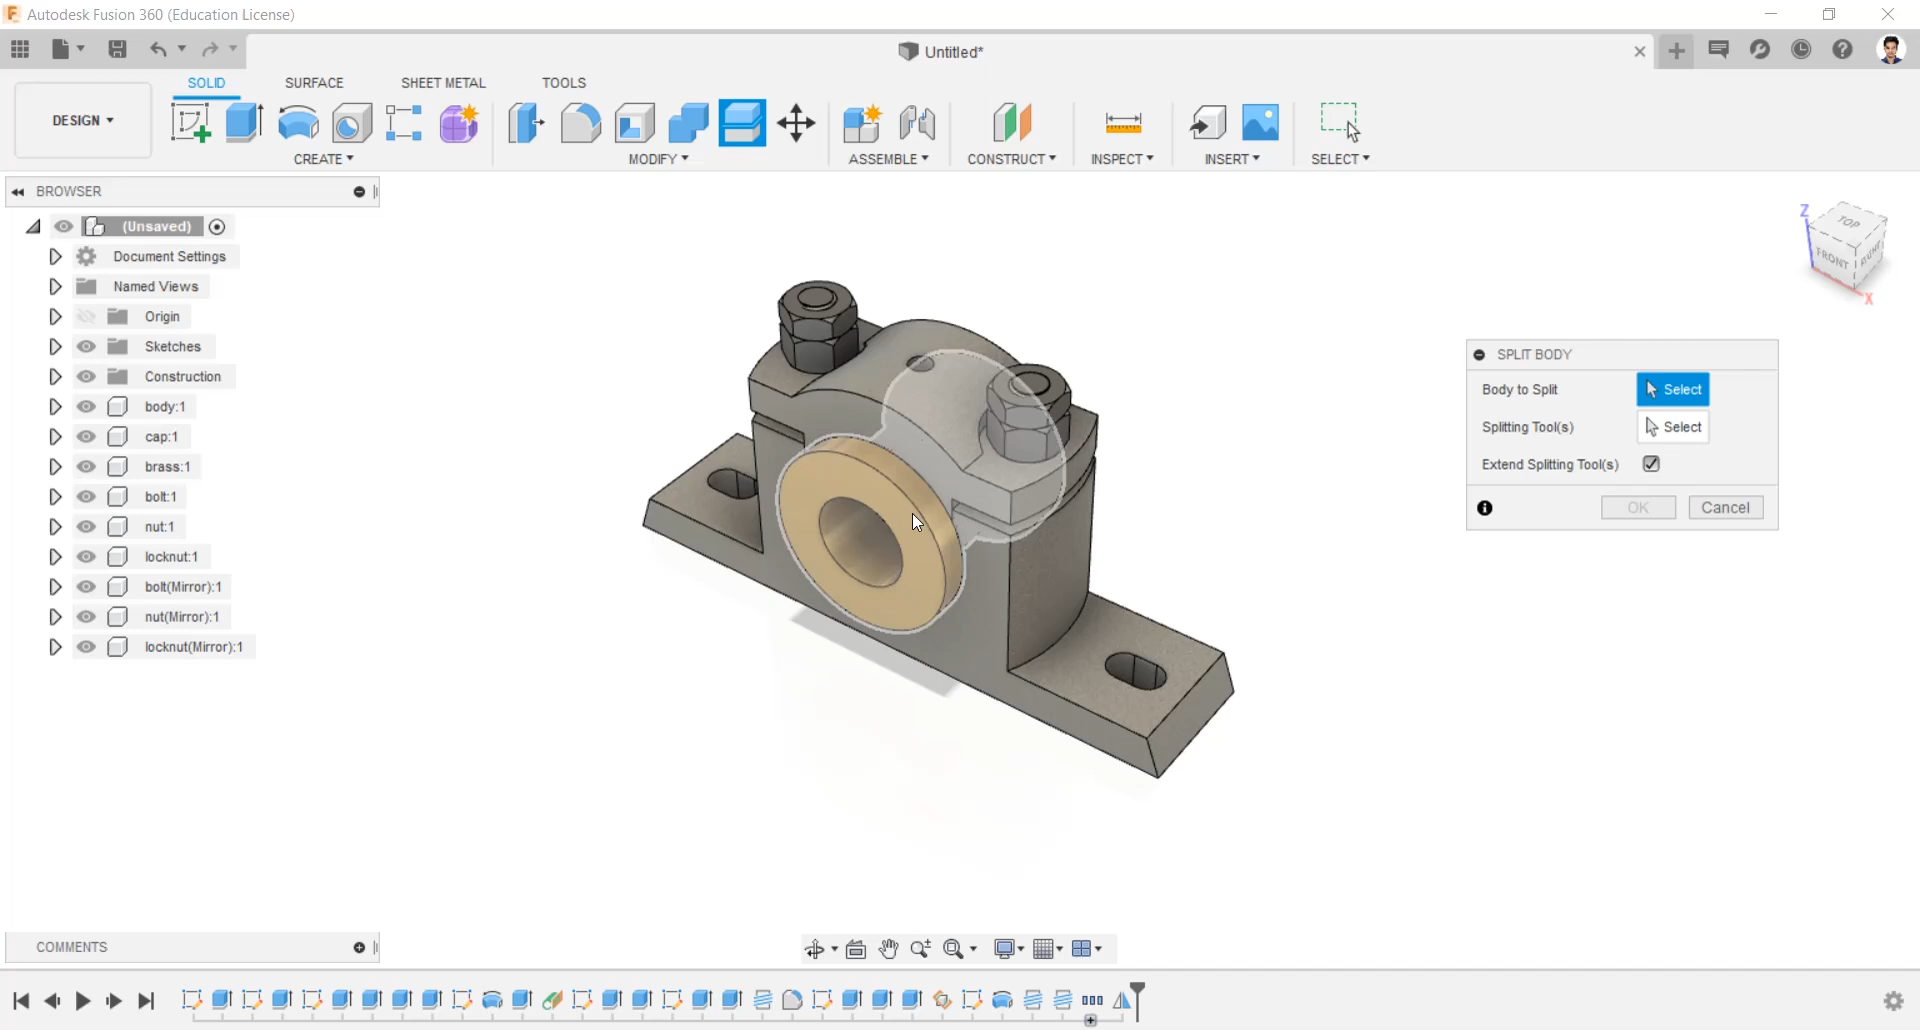 Autodesk Fusion 360 (Education License)
Untitled*
SOLID
SURFACE
SHEET METAL
TOOLS
DESIGN
CREATE
MODIFY
ASSEMBLE
CONSTRUCT
INSPECT
INSERT
SELECT
BROWSER
(Unsaved)
Document Settings
Named Views
Origin
Sketches
Construction
body:1
cap:1
brass:1
bolt:1
nut:1
locknut:1
bolt(Mirror):1
nut(Mirror):1
locknut(Mirror):1
Z
TOP
FRONT
RIGHT
X
SPLIT BODY
Body to Split
Select
Splitting Tool(s)
Select
Extend Splitting Tool(s)
OK
Cancel
COMMENTS